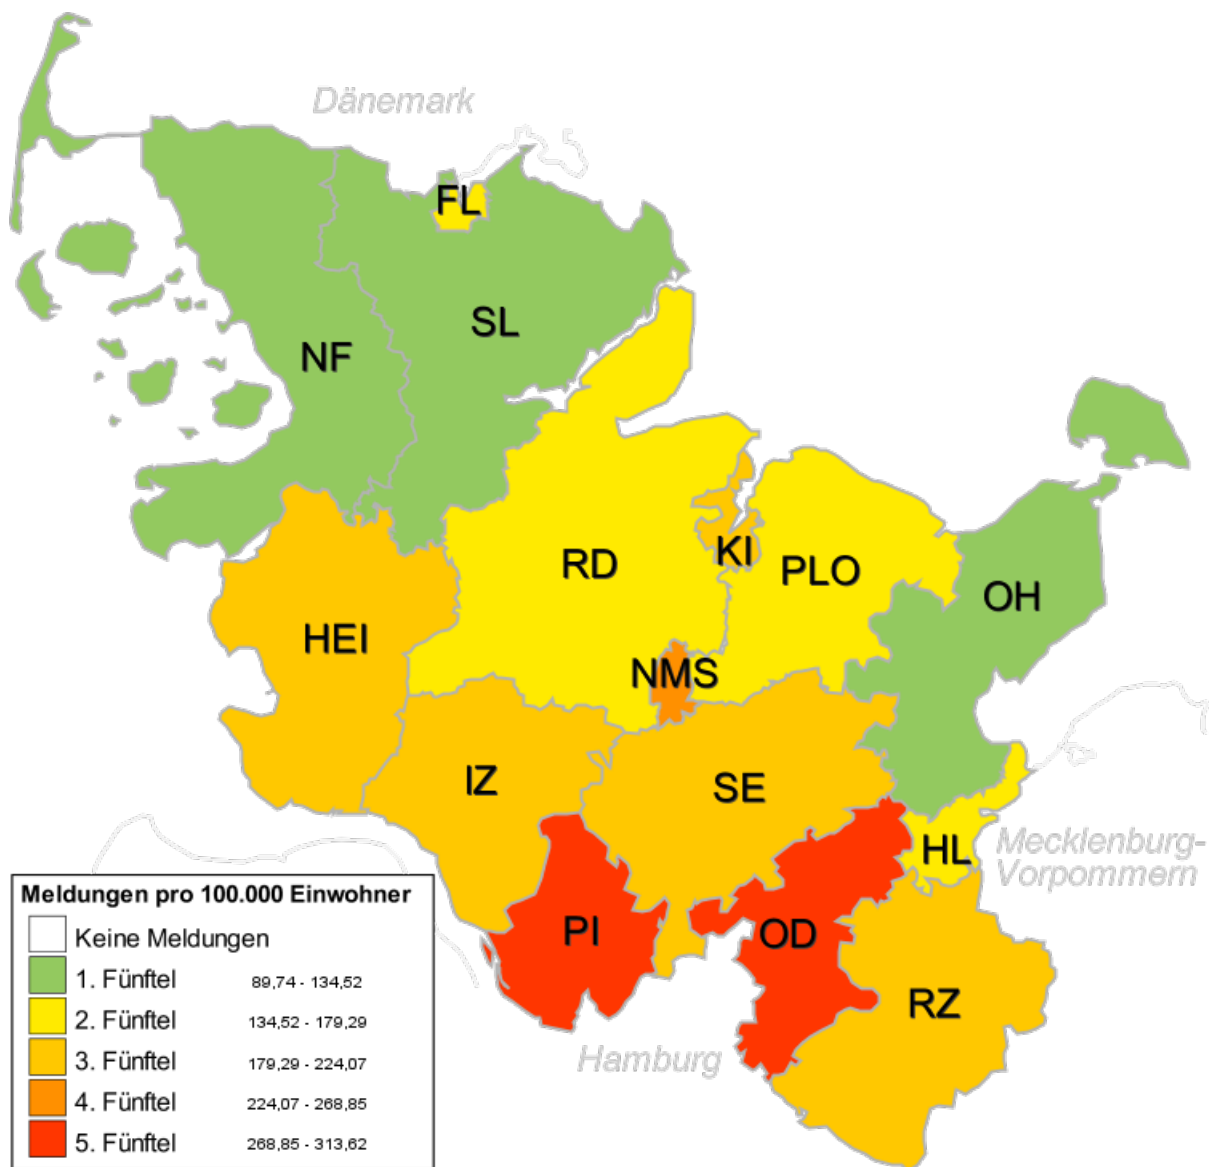 Dänemark
FL
SL
NF
RD
KI
PLO
OH
HEI
NMS
IZ
SE
HL
Mecklenburg-
Vorpommern
PI
OD
RZ
Hamburg
Meldungen pro 100.000 Einwohner
Keine Meldungen
1. Fünftel 89,74 - 134,52
2. Fünftel 134,52 - 179,29
3. Fünftel 179,29 - 224,07
4. Fünftel 224,07 - 268,85
5. Fünftel 268,85 - 313,62